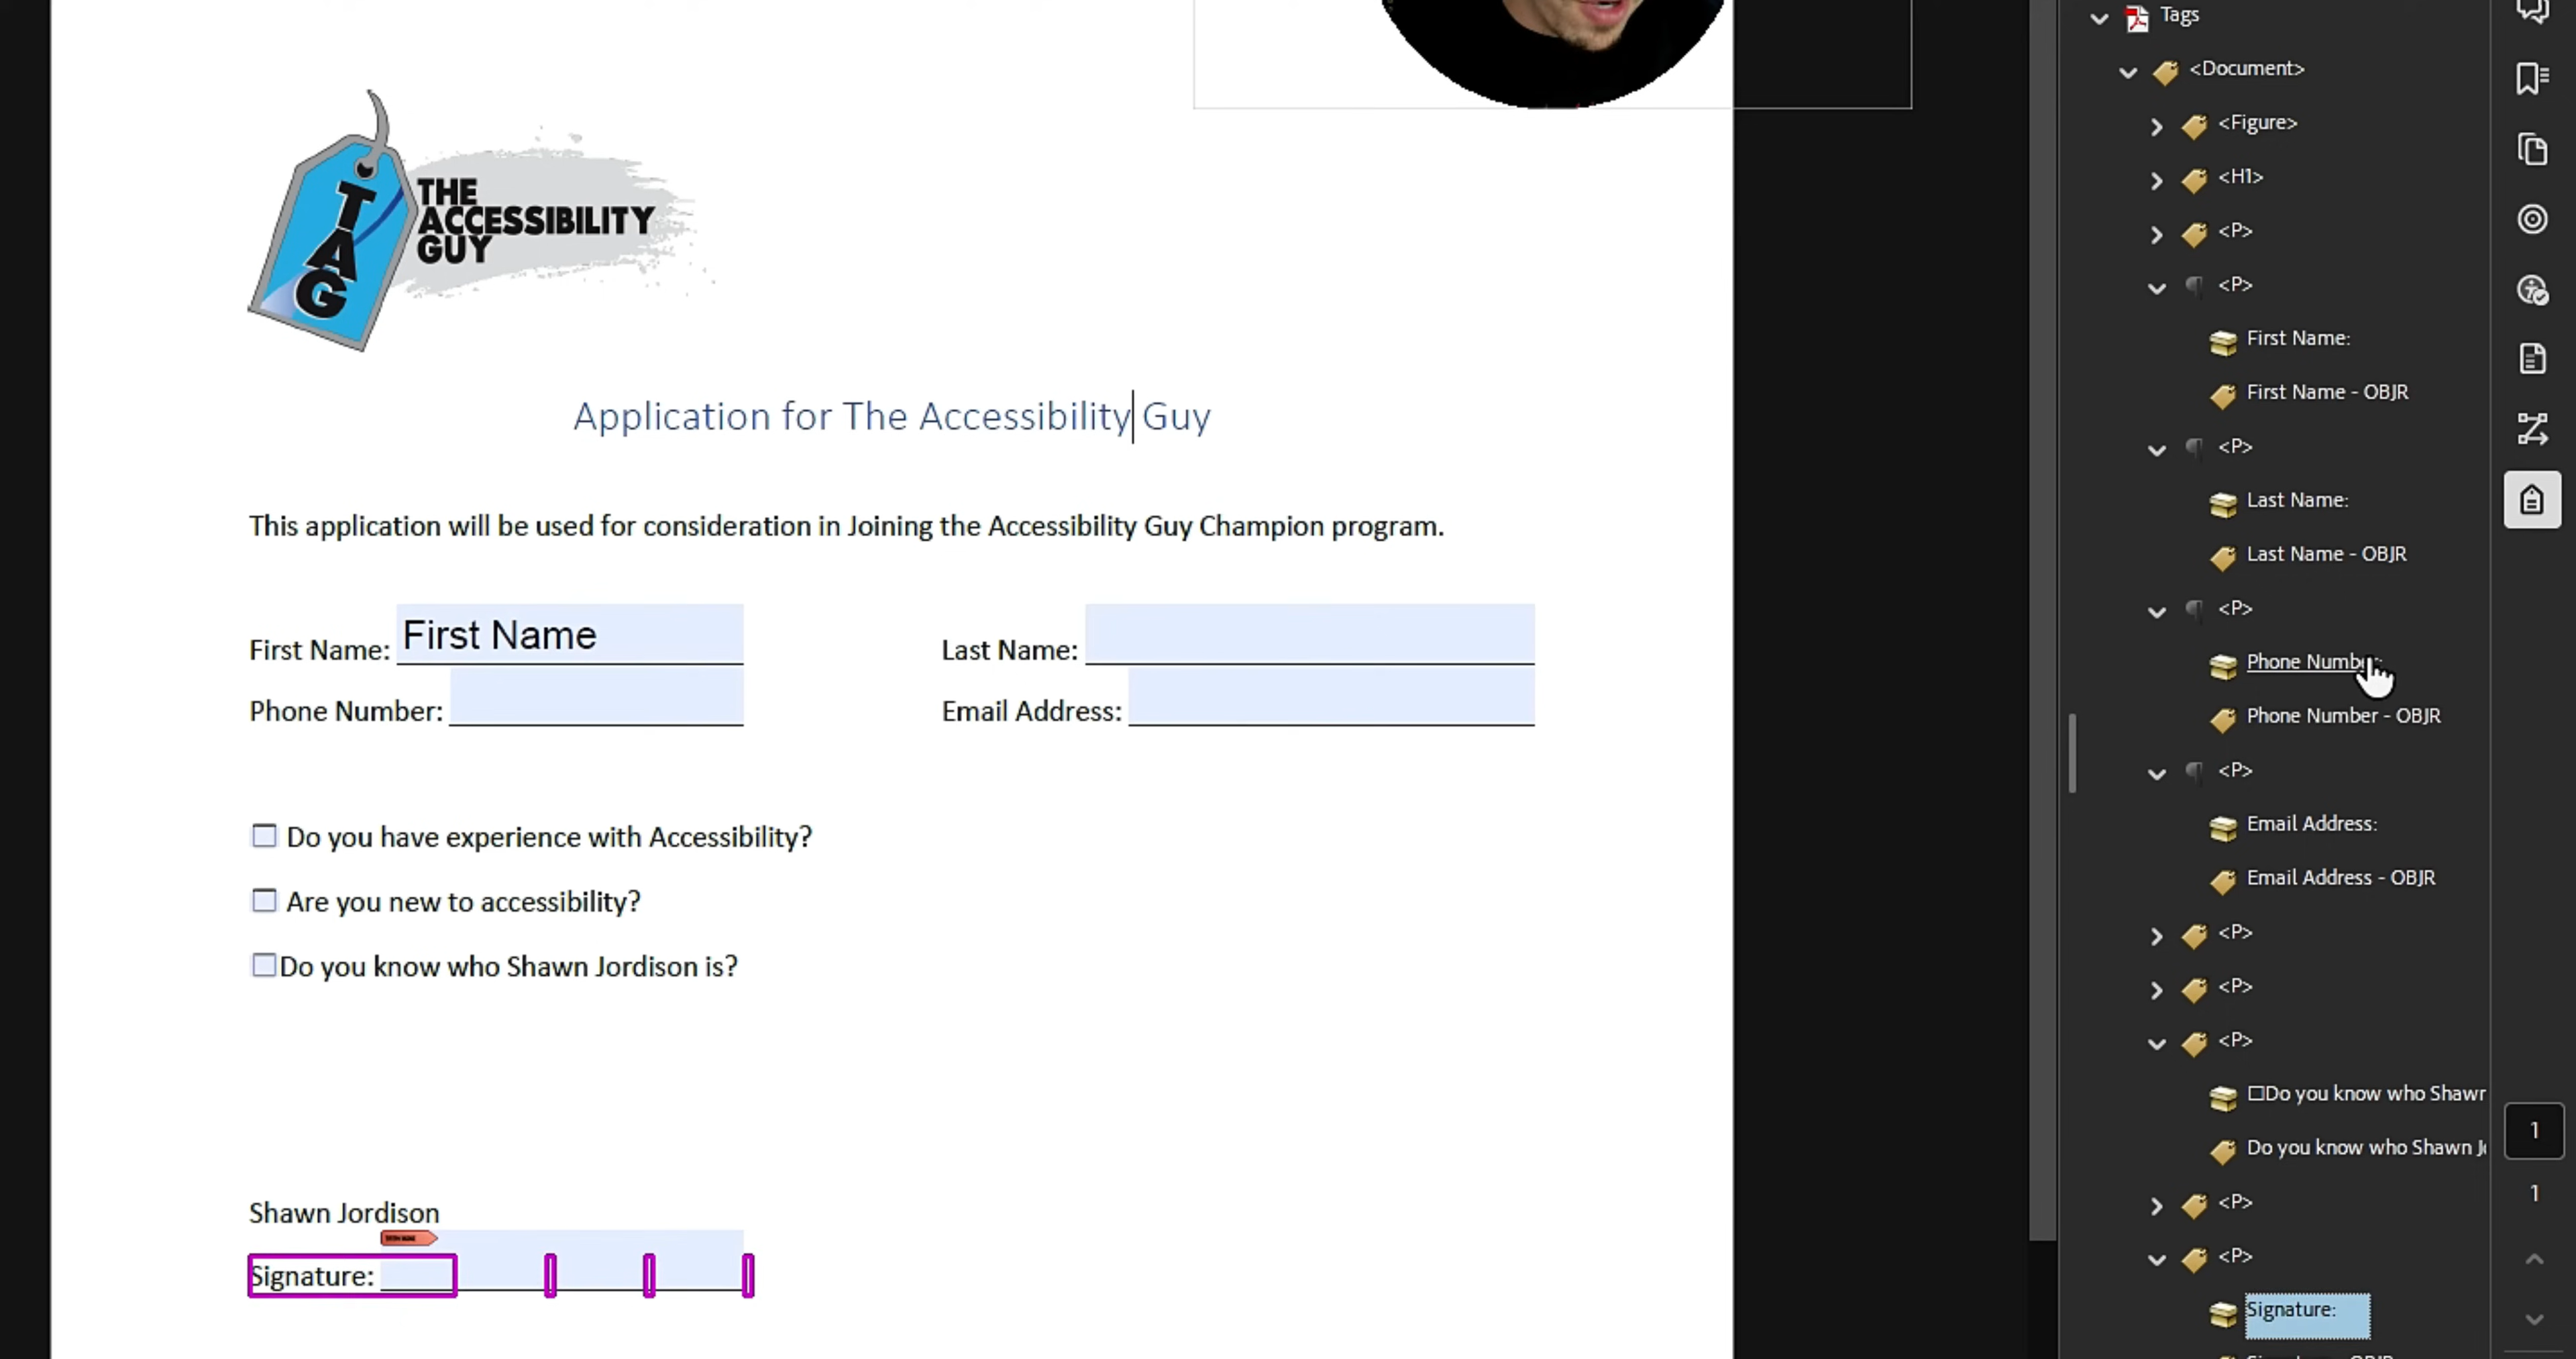 TAG
THE
ACCESSIBILITY
GUY
Application for The Accessibility Guy
This application will be used for consideration in Joining the Accessibility Guy Champion program.
First Name: First Name
Last Name:
Phone Number:
Email Address:
Do you have experience with Accessibility?
Are you new to accessibility?
Do you know who Shawn Jordison is?
Shawn Jordison
Signature:
Tags
<Document>
<Figure>
<H1>
<P>
<P>
First Name:
First Name - OBJR
<P>
Last Name:
Last Name - OBJR
<P>
Phone Number:
Phone Number - OBJR
<P>
Email Address:
Email Address - OBJR
<P>
<P>
<P>
☐Do you know who Shawn
Do you know who Shawn J
<P>
<P>
Signature:
1
1